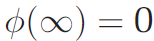 ϕ(∞) = 0